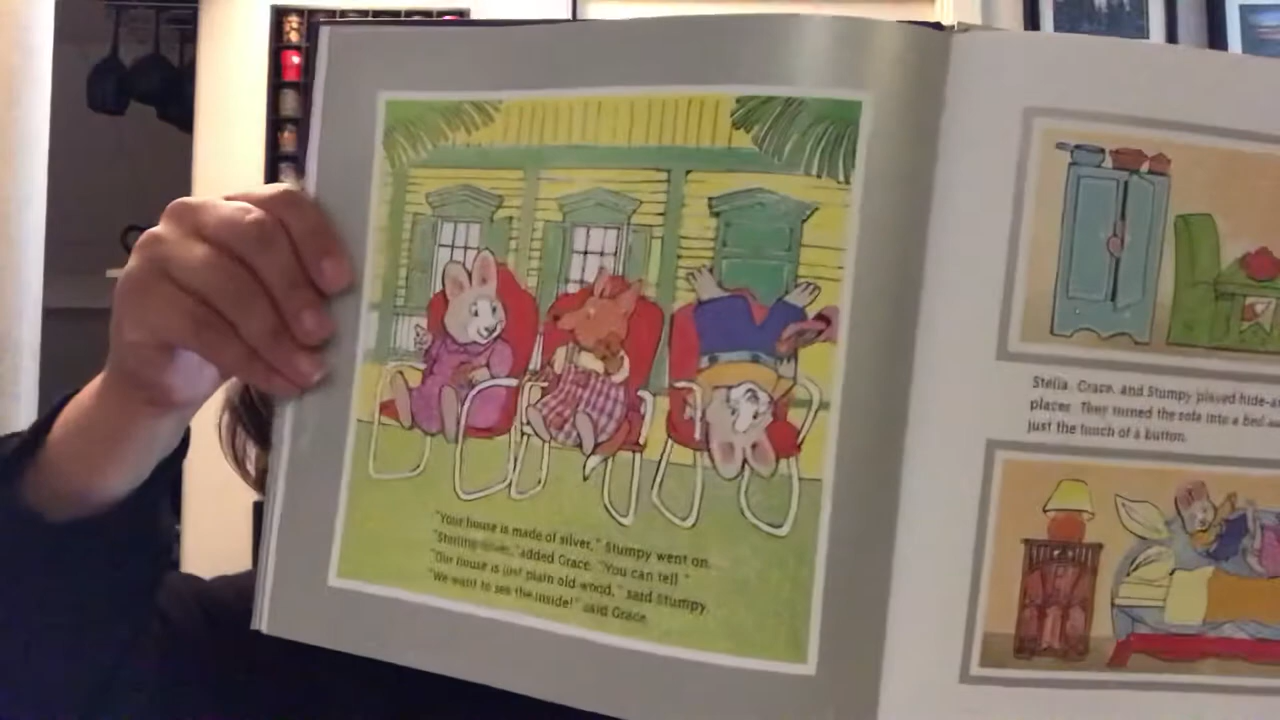 "Your house is made of silver," Stumpy went on.
"Sterling silver," added Grace. "You can tell."
"Our house is just plain old wood," said Stumpy.
"We want to see the inside!" said Grace.
Stella, Grace, and Stumpy played hide-a
places. They turned the sofa into a bed
just the touch of a button.